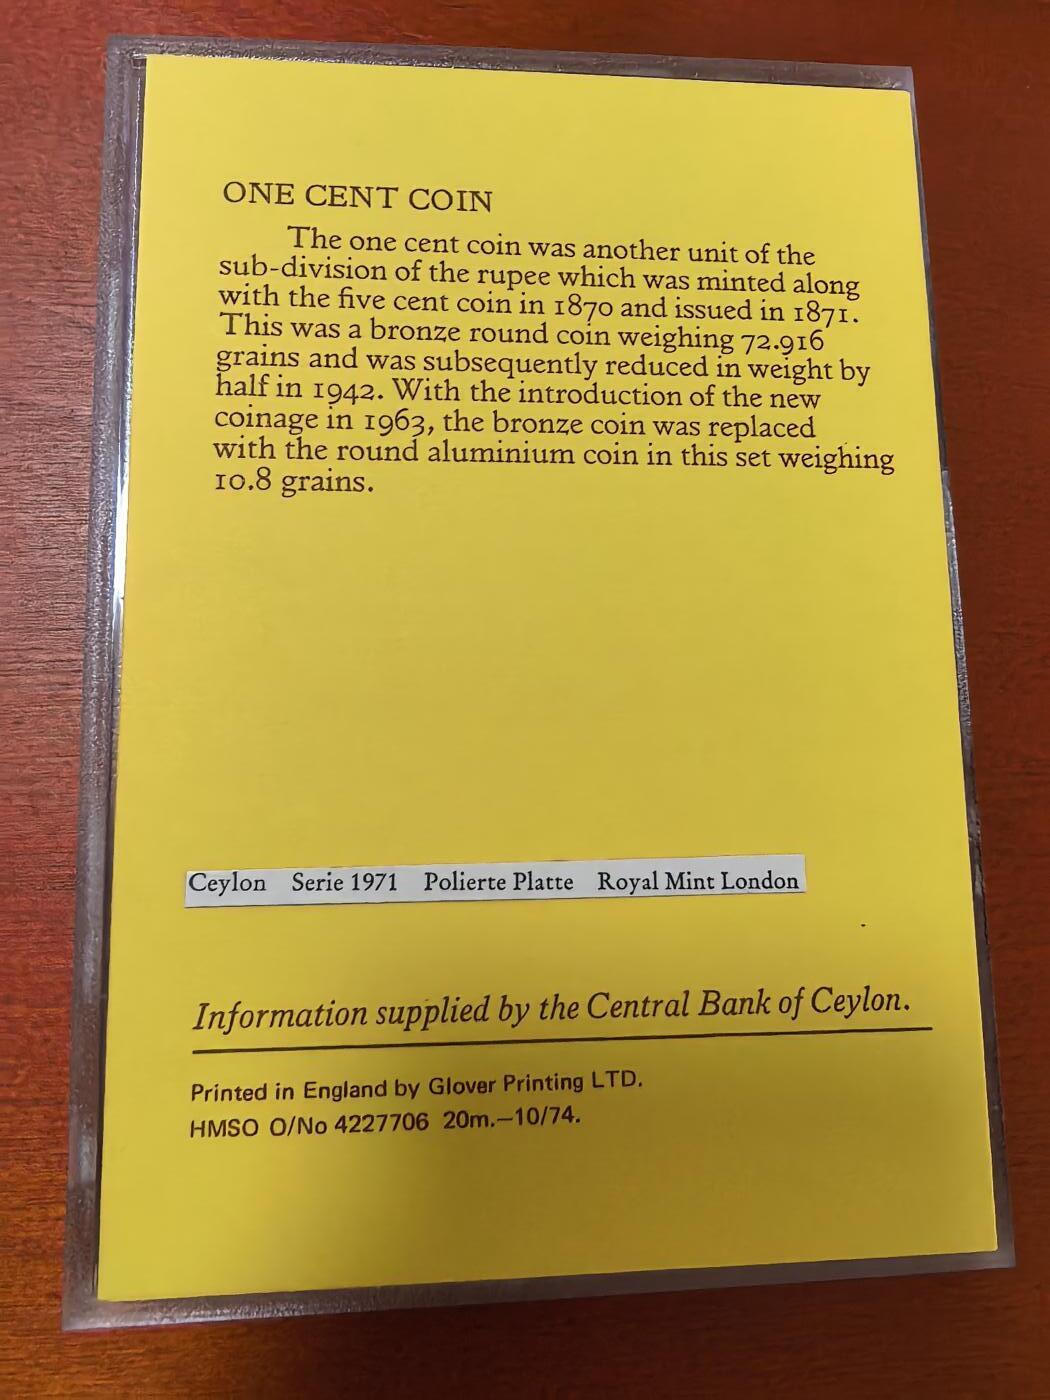 ONE CENT COIN
The one cent coin was another unit of the
sub-division of the rupee which was minted along
with the five cent coin in 1870 and issued in 1871.
This was a bronze round coin weighing 72.916
grains and was subsequently reduced in weight by
half in 1942. With the introduction of the new
coinage in 1963, the bronze coin was replaced
with the round aluminium coin in this set weighing
10.8 grains.
Ceylon Serie 1971 Polierte Platte Royal Mint London
Information supplied by the Central Bank of Ceylon.
Printed in England by Glover Printing LTD.
HMSO O/No 4227706 20m.—10/74.